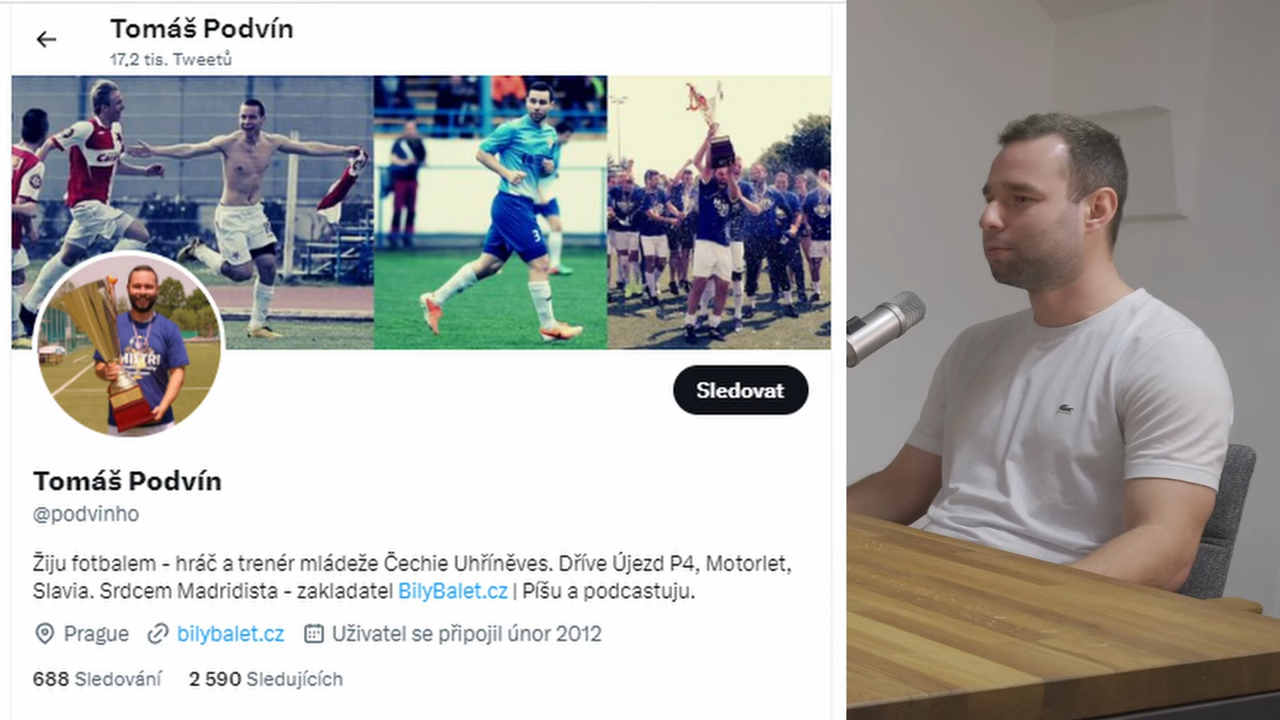 Tomáš Podvín
17,2 tis. Tweetů
MISTŘI
Sledovat
Tomáš Podvín
@podvinho
Žiju fotbalem - hráč a trenér mládeže Čechie Uhříněves. Dříve Újezd P4, Motorlet,
Slavia. Srdcem Madridista - zakladatel BilyBalet.cz | Píšu a podcastuju.
Prague bilybalet.cz Uživatel se připojil únor 2012
688 Sledování 2 590 Sledujících